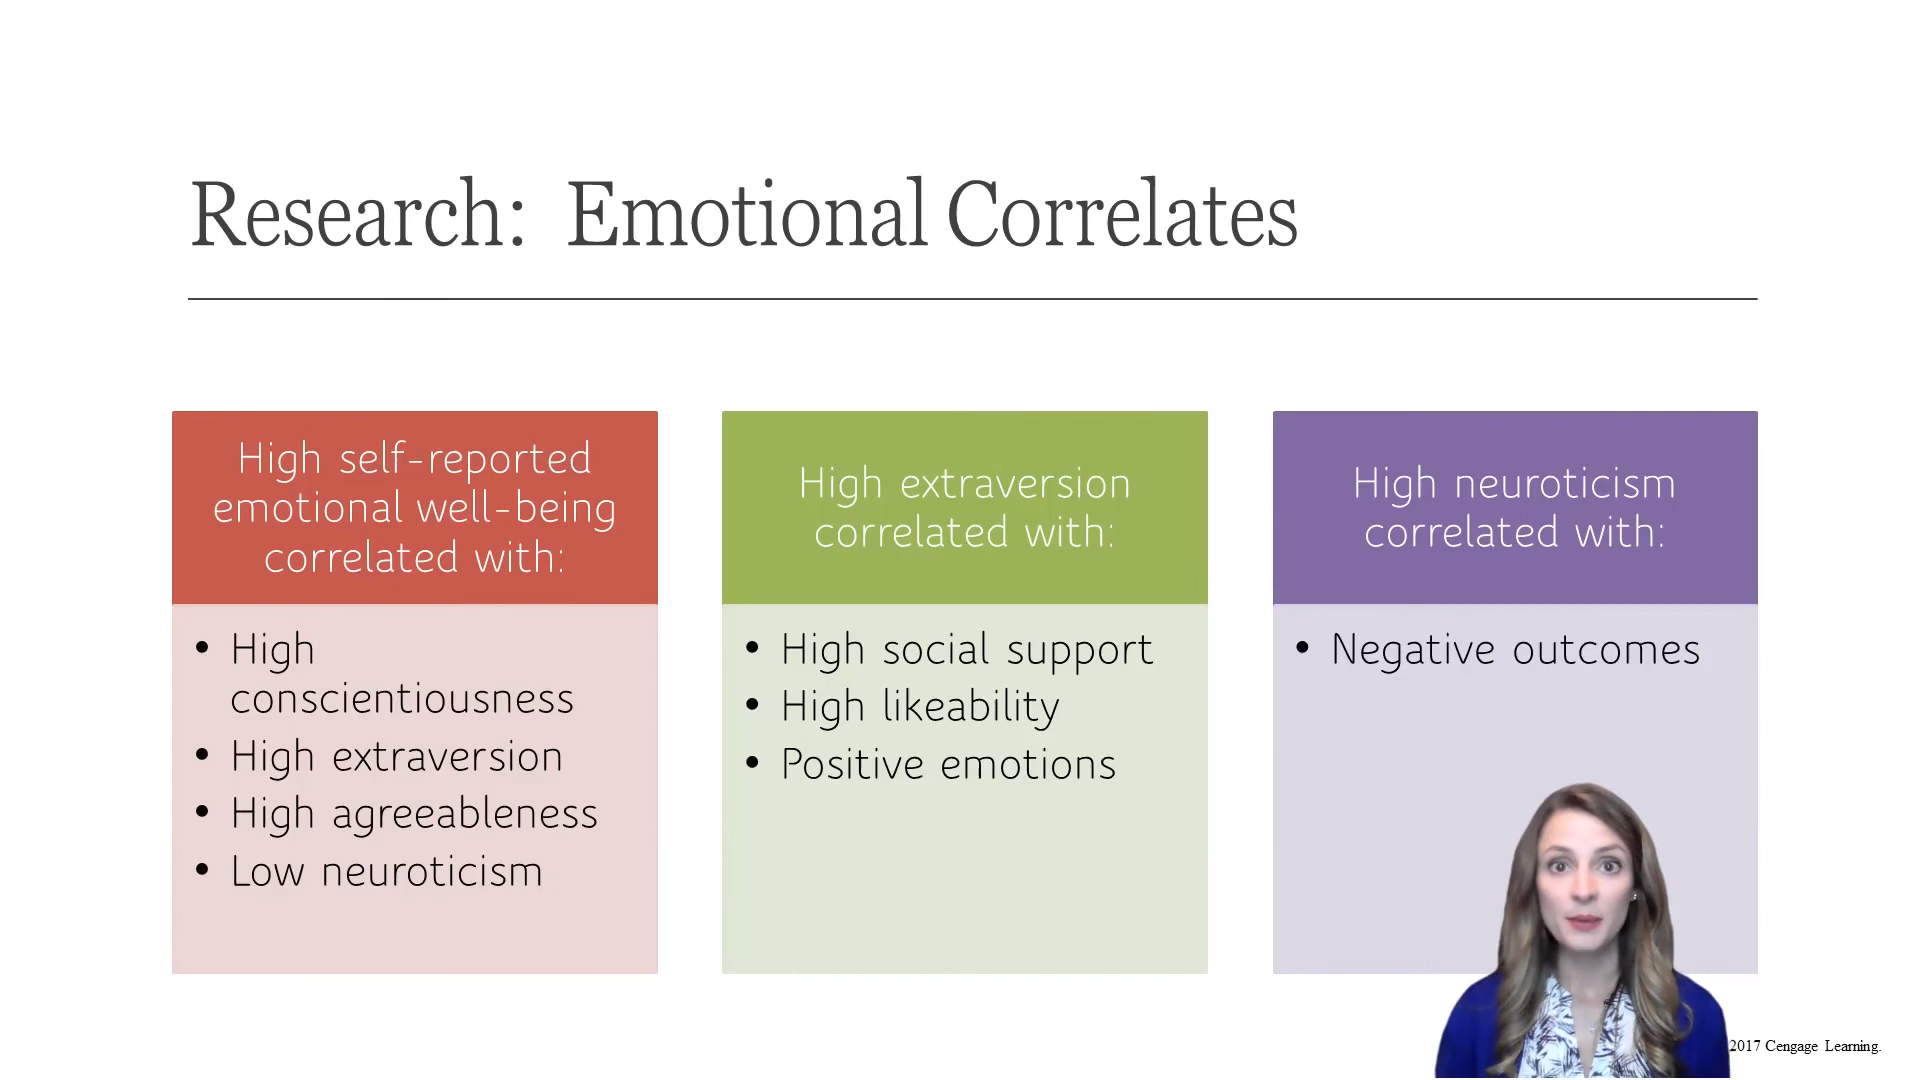 Research: Emotional Correlates
High self-reported
emotional well-being
correlated with:
• High
conscientiousness
• High extraversion
• High agreeableness
• Low neuroticism
High extraversion
correlated with:
• High social support
• High likeability
• Positive emotions
High neuroticism
correlated with:
• Negative outcomes
2017 Cengage Learning.